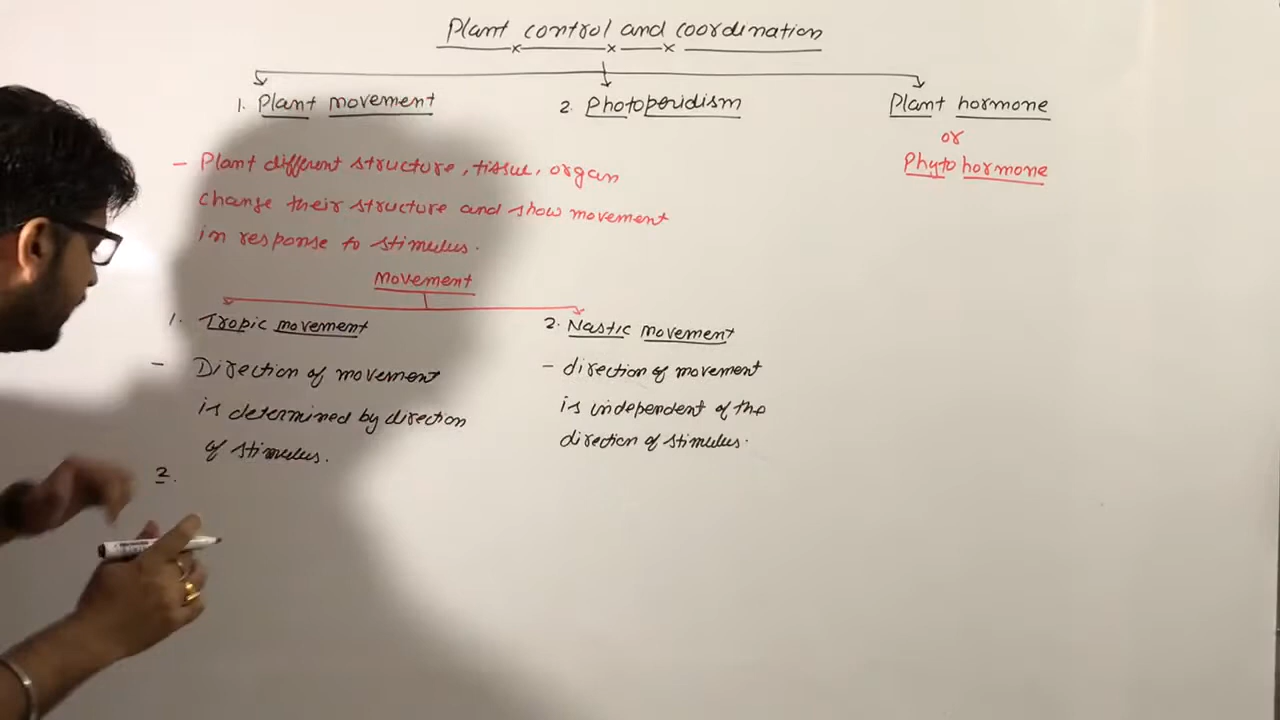 Plant control and coordination
1. Plant movement
2. Photoperidism
Plant hormone
or
Phyto hormone
- Plant different structure, tissue, organ
change their structure and show movement
in response to stimulus.
Movement
1. Tropic movement
2. Nastic movement
- Direction of movement
is determined by direction
of stimulus.
- direction of movement
is independent of the
direction of stimulus.
2.